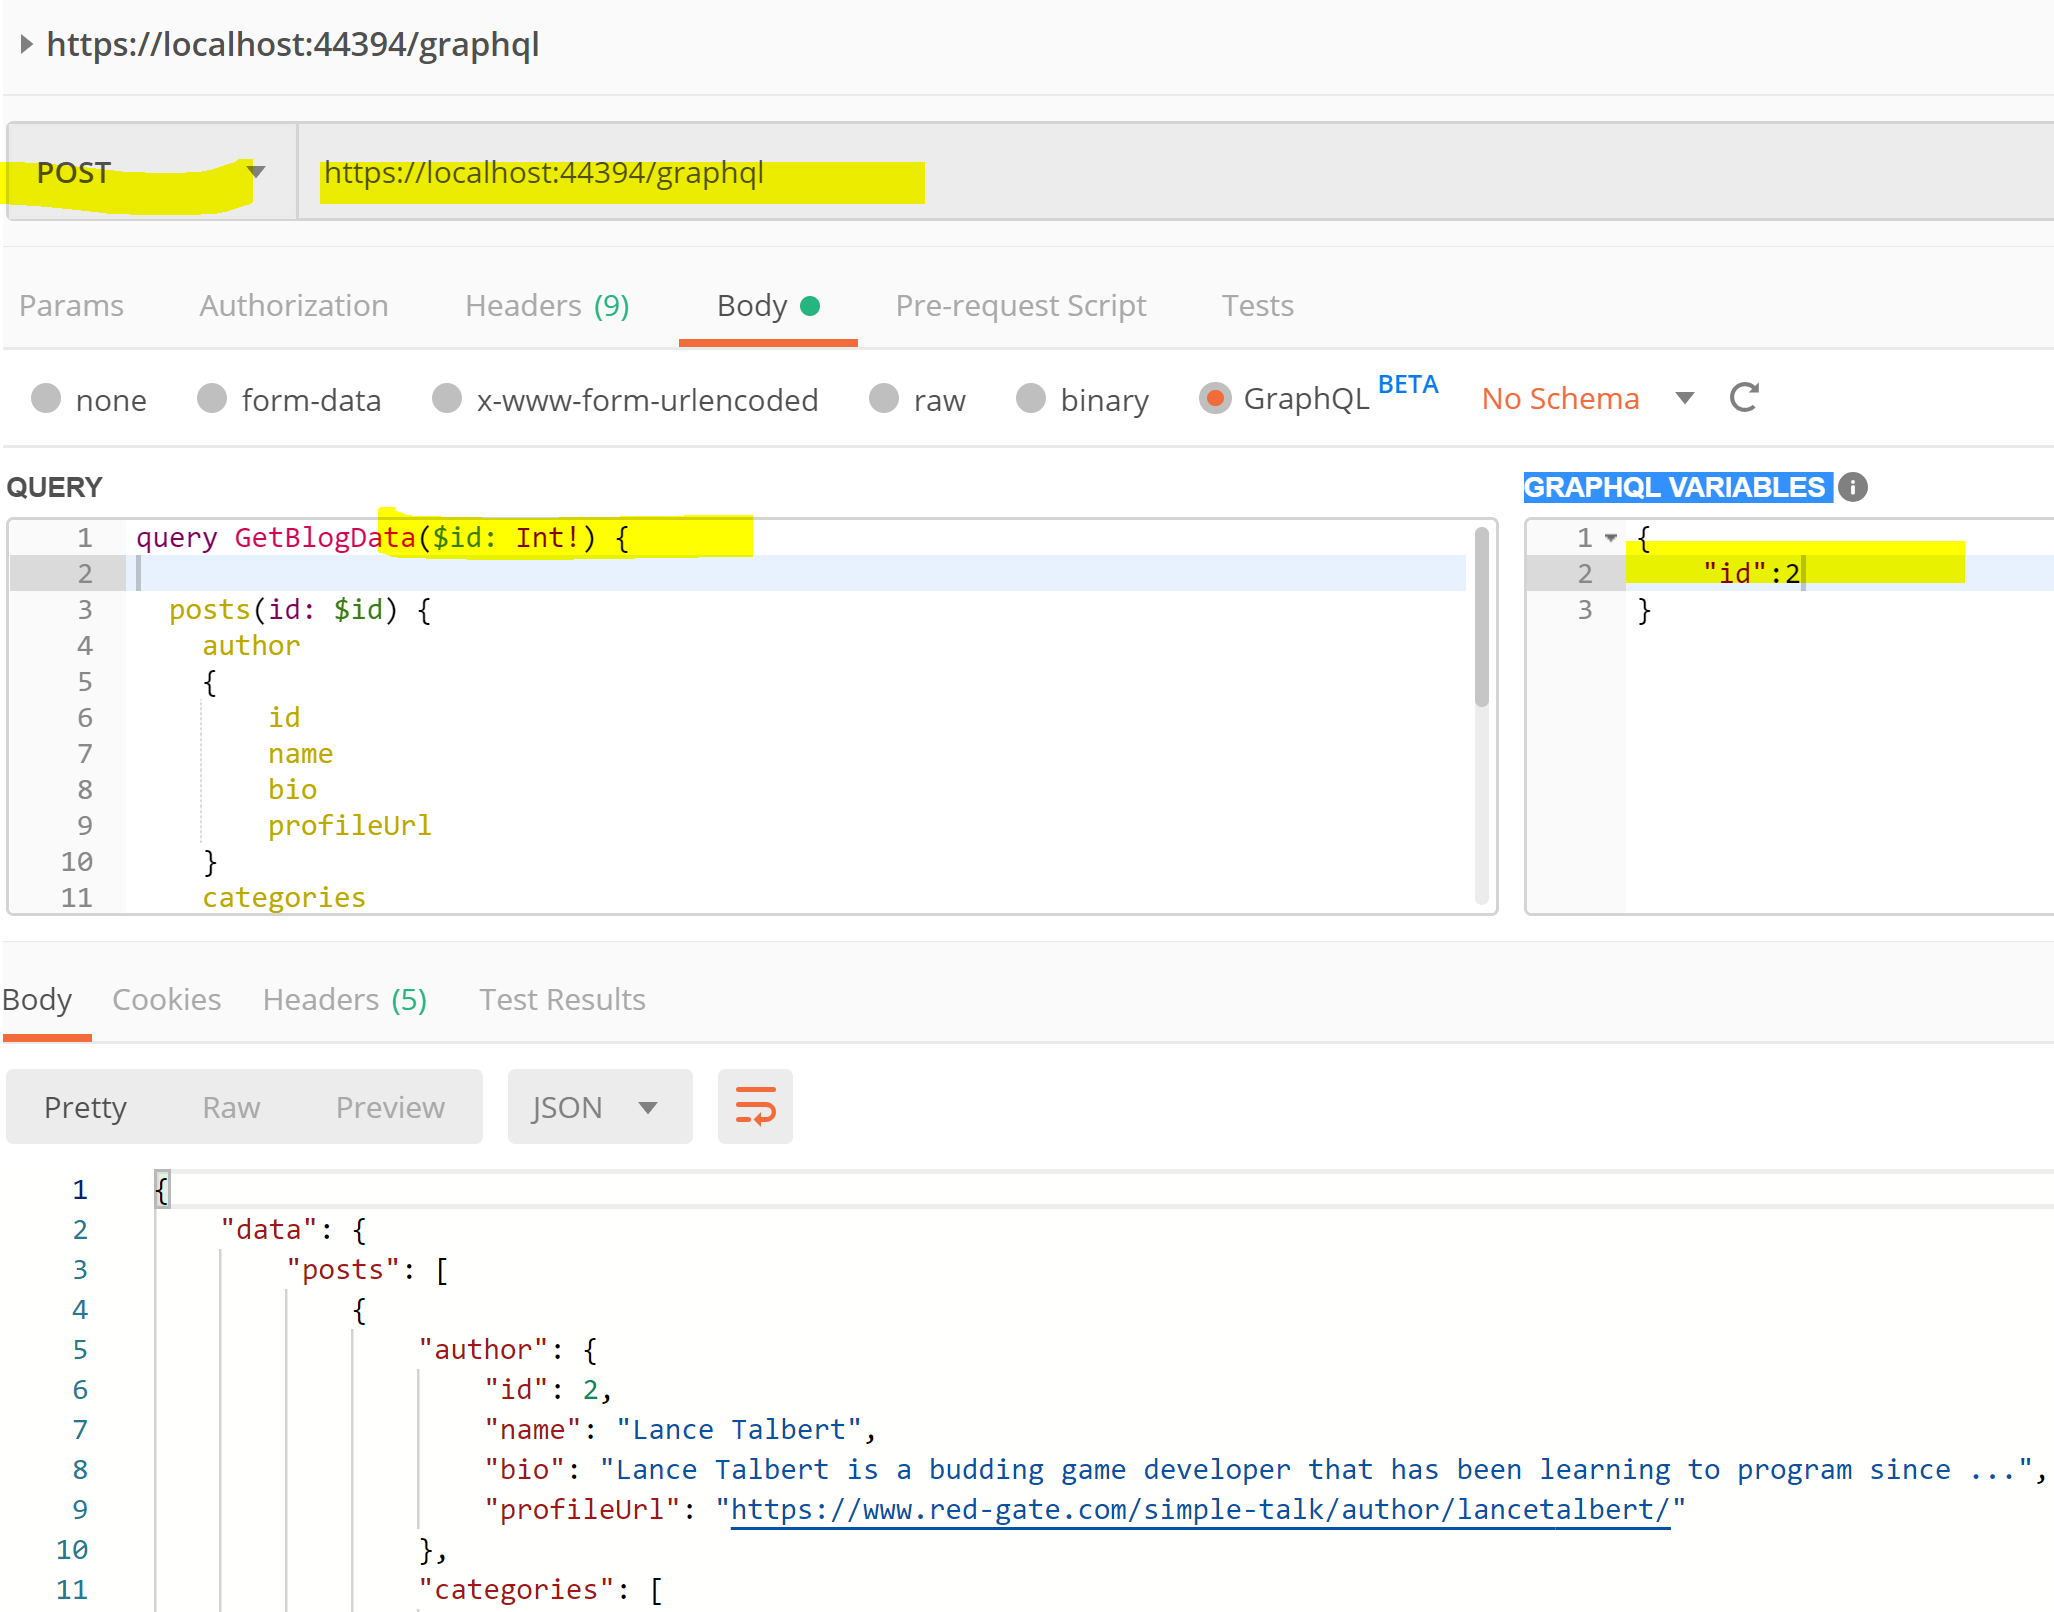 https://localhost:44394/graphql
POST https://localhost:44394/graphql
Params Authorization Headers (9) Body Pre-request Script Tests
none form-data x-www-form-urlencoded raw binary GraphQL BETA No Schema
QUERY
1 query GetBlogData($id: Int!) {
2
3 posts(id: $id) {
4 author
5 {
6 id
7 name
8 bio
9 profileUrl
10 }
11 categories
GRAPHQL VARIABLES i
1 {
2 "id":2
3 }
Body Cookies Headers (5) Test Results
Pretty Raw Preview JSON
1 {
2 "data": {
3 "posts": [
4 {
5 "author": {
6 "id": 2,
7 "name": "Lance Talbert",
8 "bio": "Lance Talbert is a budding game developer that has been learning to program since ...",
9 "profileUrl": "https://www.red-gate.com/simple-talk/author/lancetalbert/"
10 },
11 "categories": [